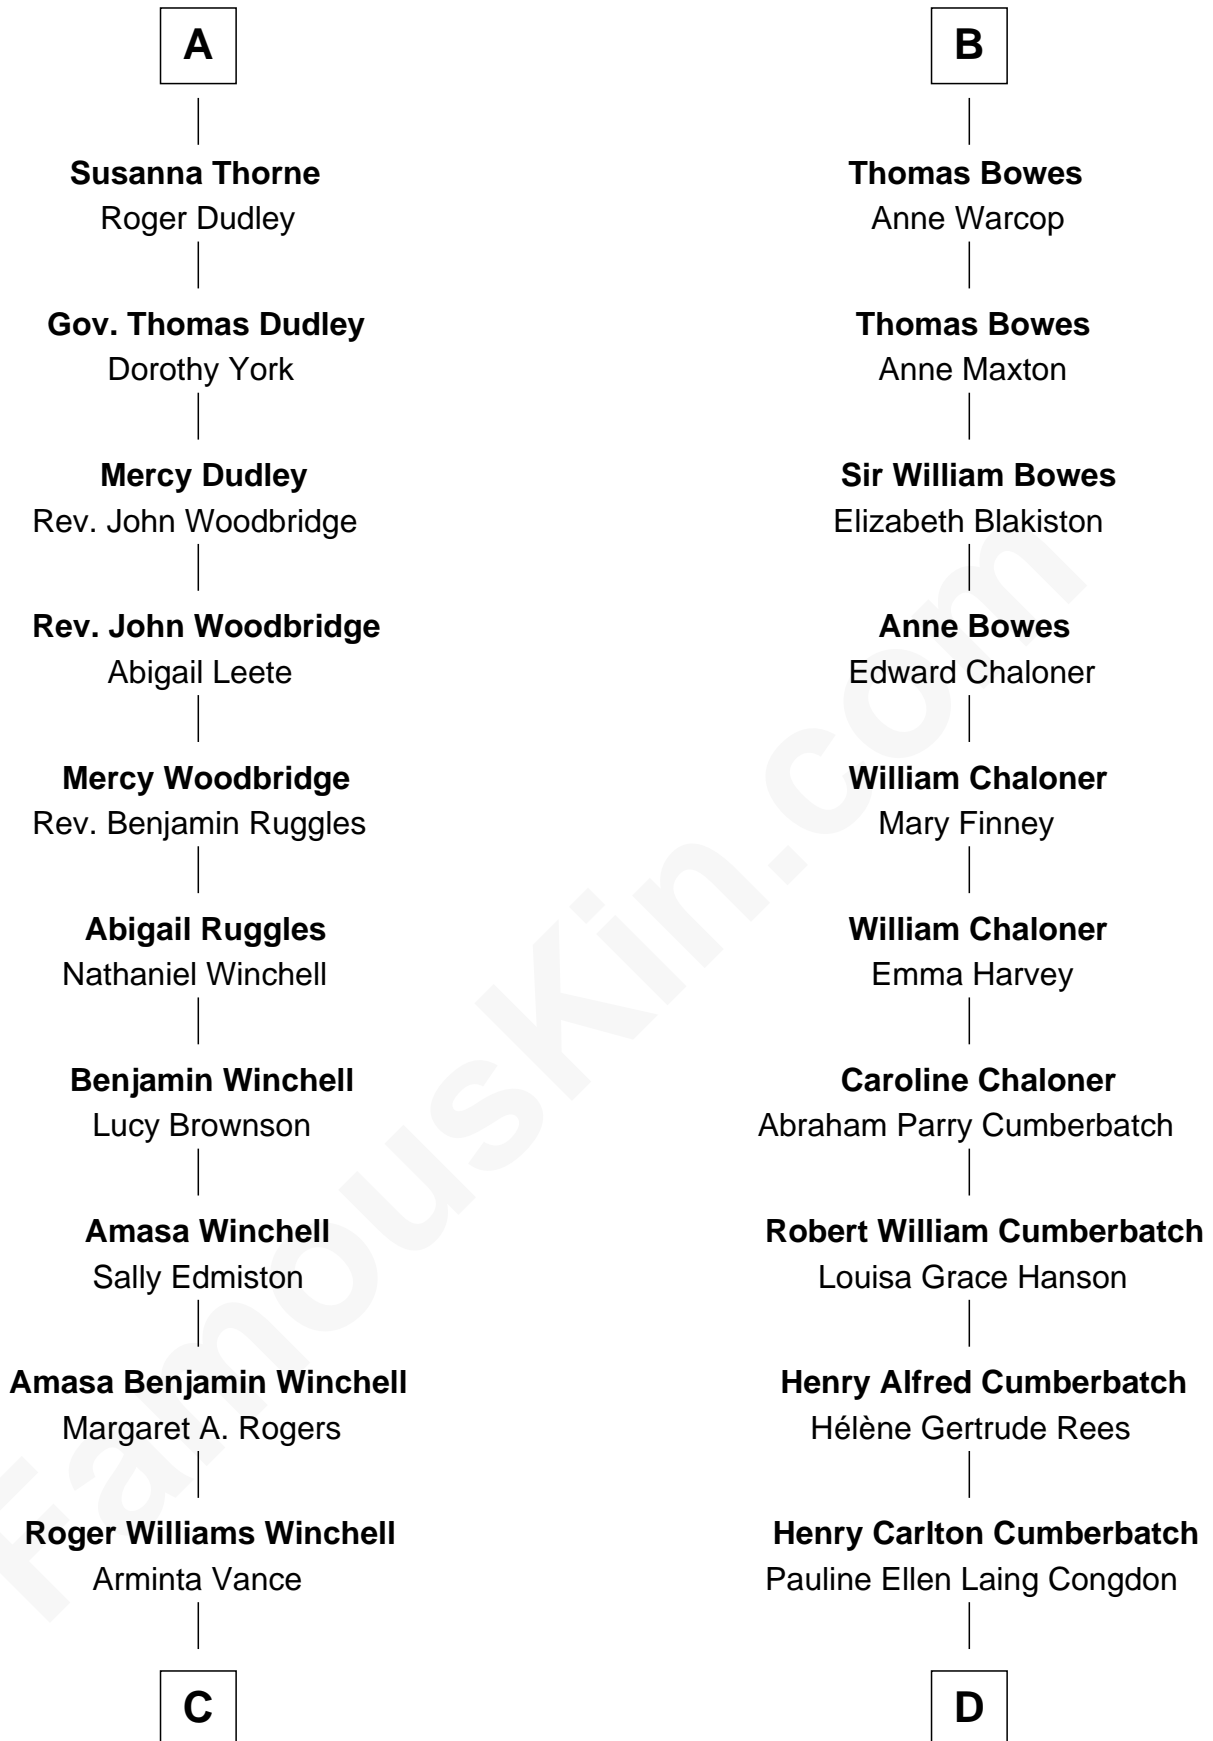 A
Susanna Thorne
Roger Dudley
Gov. Thomas Dudley
Dorothy York
Mercy Dudley
Rev. John Woodbridge
Rev. John Woodbridge
Abigail Leete
Mercy Woodbridge
Rev. Benjamin Ruggles
Abigail Ruggles
Nathaniel Winchell
Benjamin Winchell
Lucy Brownson
Amasa Winchell
Sally Edmiston
Amasa Benjamin Winchell
Margaret A. Rogers
Roger Williams Winchell
Arminta Vance
C
B
Thomas Bowes
Anne Warcop
Thomas Bowes
Anne Maxton
Sir William Bowes
Elizabeth Blakiston
Anne Bowes
Edward Chaloner
William Chaloner
Mary Finney
William Chaloner
Emma Harvey
Caroline Chaloner
Abraham Parry Cumberbatch
Robert William Cumberbatch
Louisa Grace Hanson
Henry Alfred Cumberbatch
Hélène Gertrude Rees
Henry Carlton Cumberbatch
Pauline Ellen Laing Congdon
D
FamousKin.com